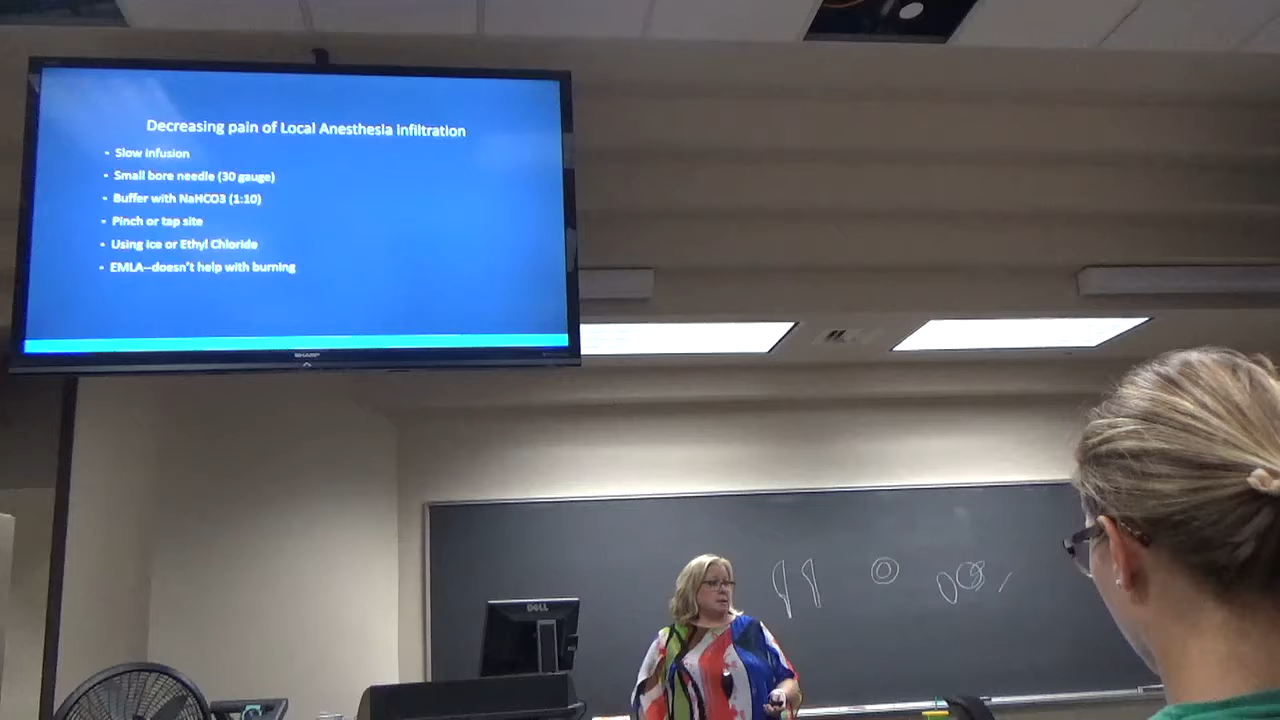 Decreasing pain of Local Anesthesia infiltration
• Slow infusion
• Small bore needle (30 gauge)
• Buffer with NaHCO3 (1:10)
• Pinch or tap site
• Using ice or Ethyl Chloride
• EMLA--doesn't help with burning
SHARP
DELL